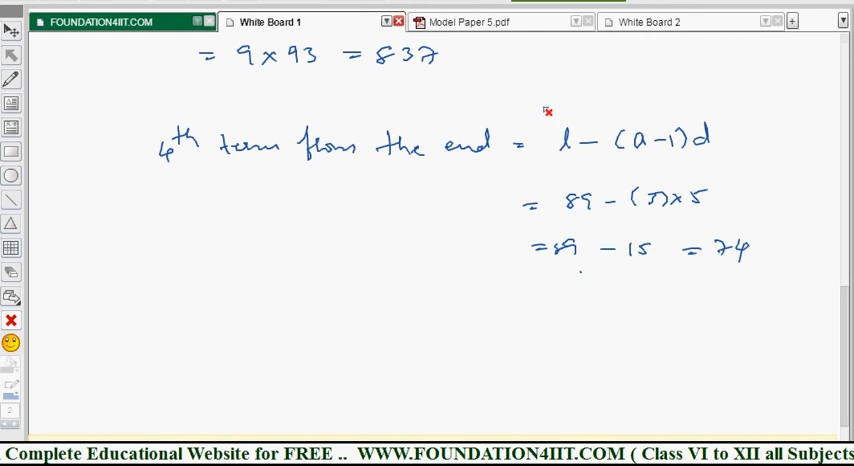 FOUNDATION4IIT.COM White Board 1 Model Paper 5.pdf White Board 2
= 9 x 93 = 837
4th term from the end = l - (n-1)d
= 89 - (3) x 5
= 89 - 15 = 74
2
Complete Educational Website for FREE .. WWW.FOUNDATION4IIT.COM ( Class VI to XII all Subjects